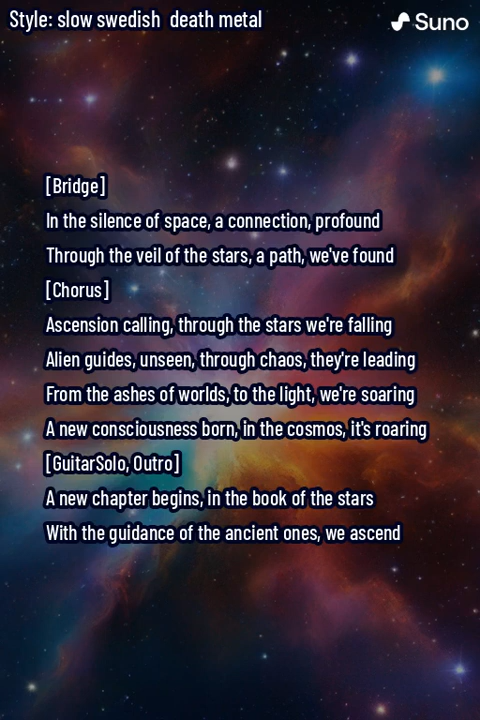 Style: slow swedish  death metal
Suno
[Bridge]
In the silence of space, a connection, profound
Through the veil of the stars, a path, we've found
[Chorus]
Ascension calling, through the stars we're falling
Alien guides, unseen, through chaos, they're leading
From the ashes of worlds, to the light, we're soaring
A new consciousness born, in the cosmos, it's roaring
[GuitarSolo, Outro]
A new chapter begins, in the book of the stars
With the guidance of the ancient ones, we ascend